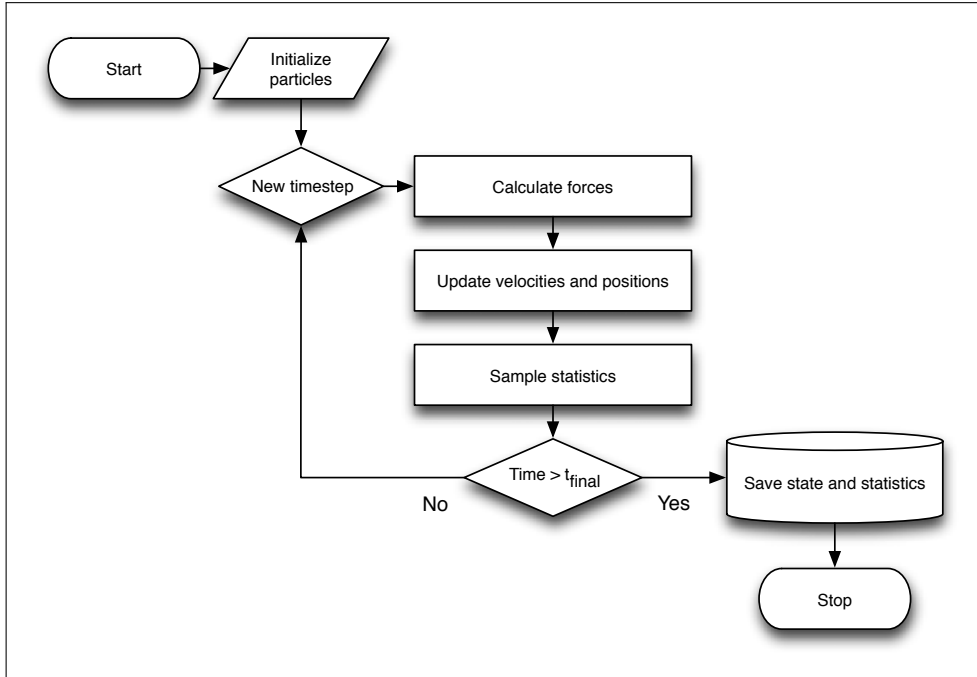 Start
Initialize
particles
New timestep
Calculate forces
Update velocities and positions
Sample statistics
Time > t_final
No
Yes
Save state and statistics
Stop